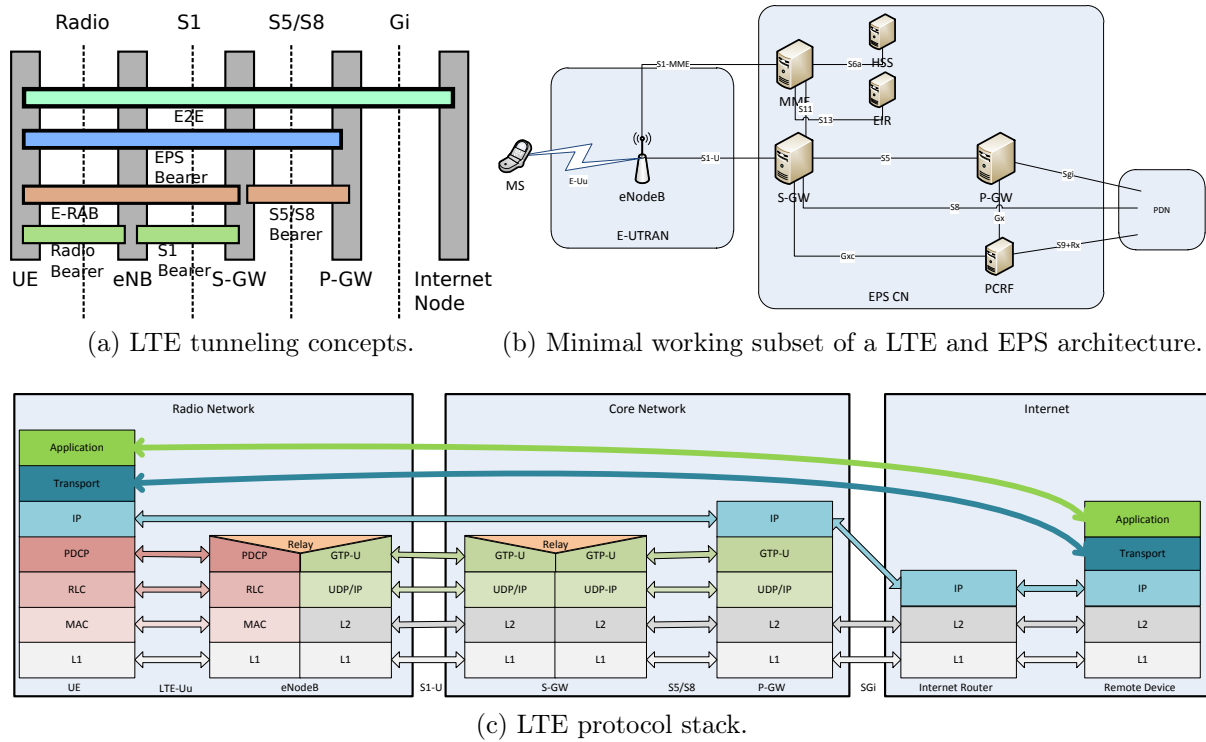 Radio S1 S5/S8 Gi
E2E
EPS
Bearer
E-RAB
S5/S8
Bearer
Radio
Bearer
S1
Bearer
UE eNB S-GW P-GW Internet
Node
(a) LTE tunneling concepts.
S1-MME
S6a
HSS
MME
S11
S13
EIR
MS
E-Uu
eNodeB
S1-U
S-GW
S5
P-GW
Sgi
S8
PDN
Gx
S9+Rx
Gxc
PCRF
E-UTRAN
EPS CN
(b) Minimal working subset of a LTE and EPS architecture.
Radio Network Core Network Internet
Application
Transport
IP IP Application
PDCP PDCP Relay GTP-U GTP-U Relay GTP-U GTP-U Transport
RLC RLC UDP/IP UDP/IP UDP-IP UDP/IP IP IP
MAC MAC L2 L2 L2 L2 L2 L2
L1 L1 L1 L1 L1 L1 L1 L1
UE LTE-Uu eNodeB S1-U S-GW S5/S8 P-GW SGi Internet Router Remote Device
(c) LTE protocol stack.